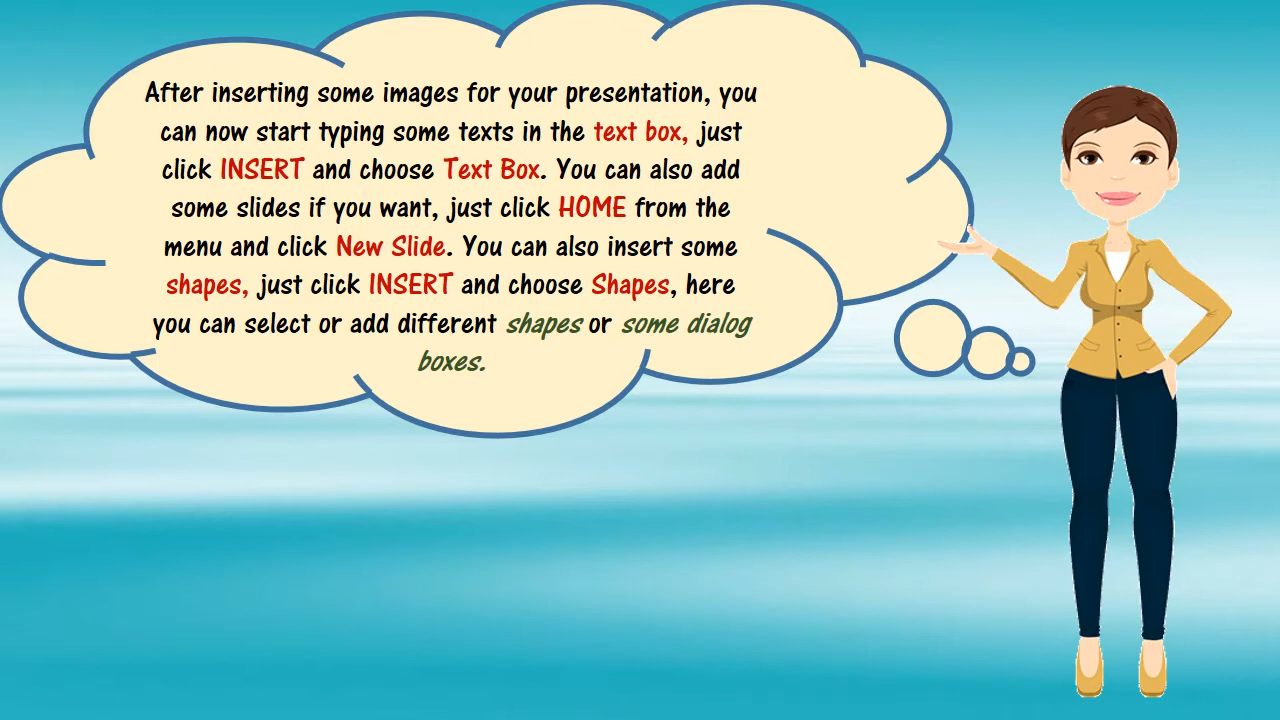 After inserting some images for your presentation, you
can now start typing some texts in the text box, just
click INSERT and choose Text Box. You can also add
some slides if you want, just click HOME from the
menu and click New Slide. You can also insert some
shapes, just click INSERT and choose Shapes, here
you can select or add different shapes or some dialog
boxes.